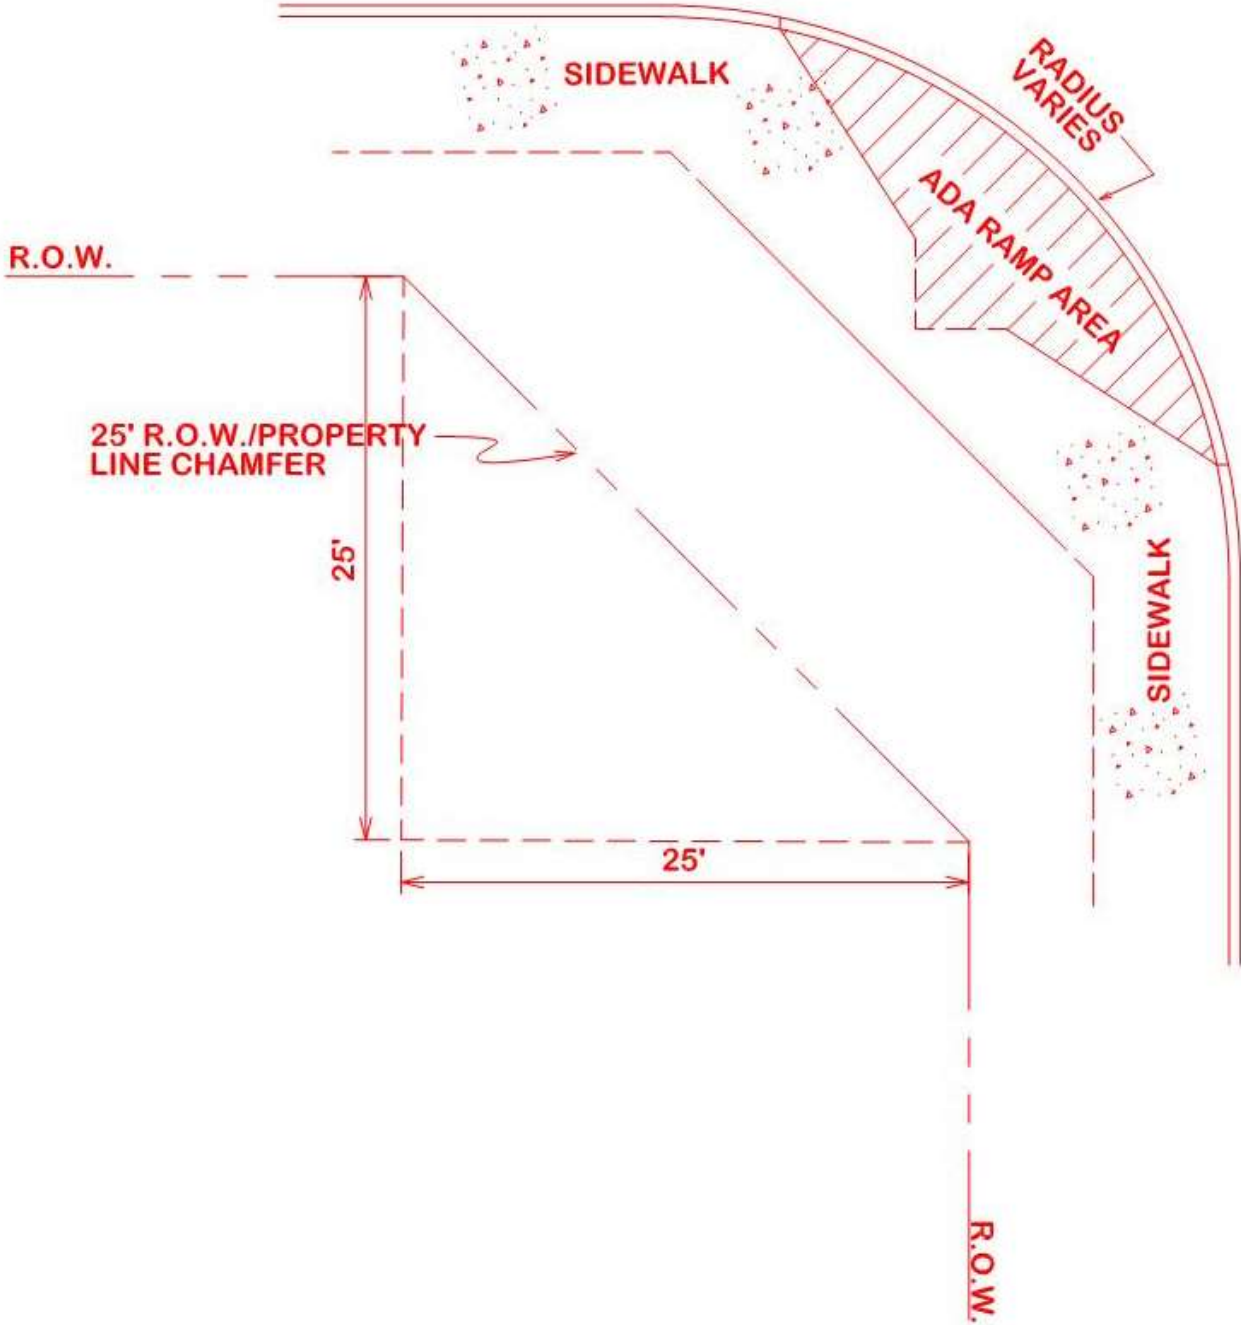 SIDEWALK
RADIUS
VARIES
ADA RAMP AREA
R.O.W.
25' R.O.W./PROPERTY
LINE CHAMFER
25'
SIDEWALK
25'
R.O.W.